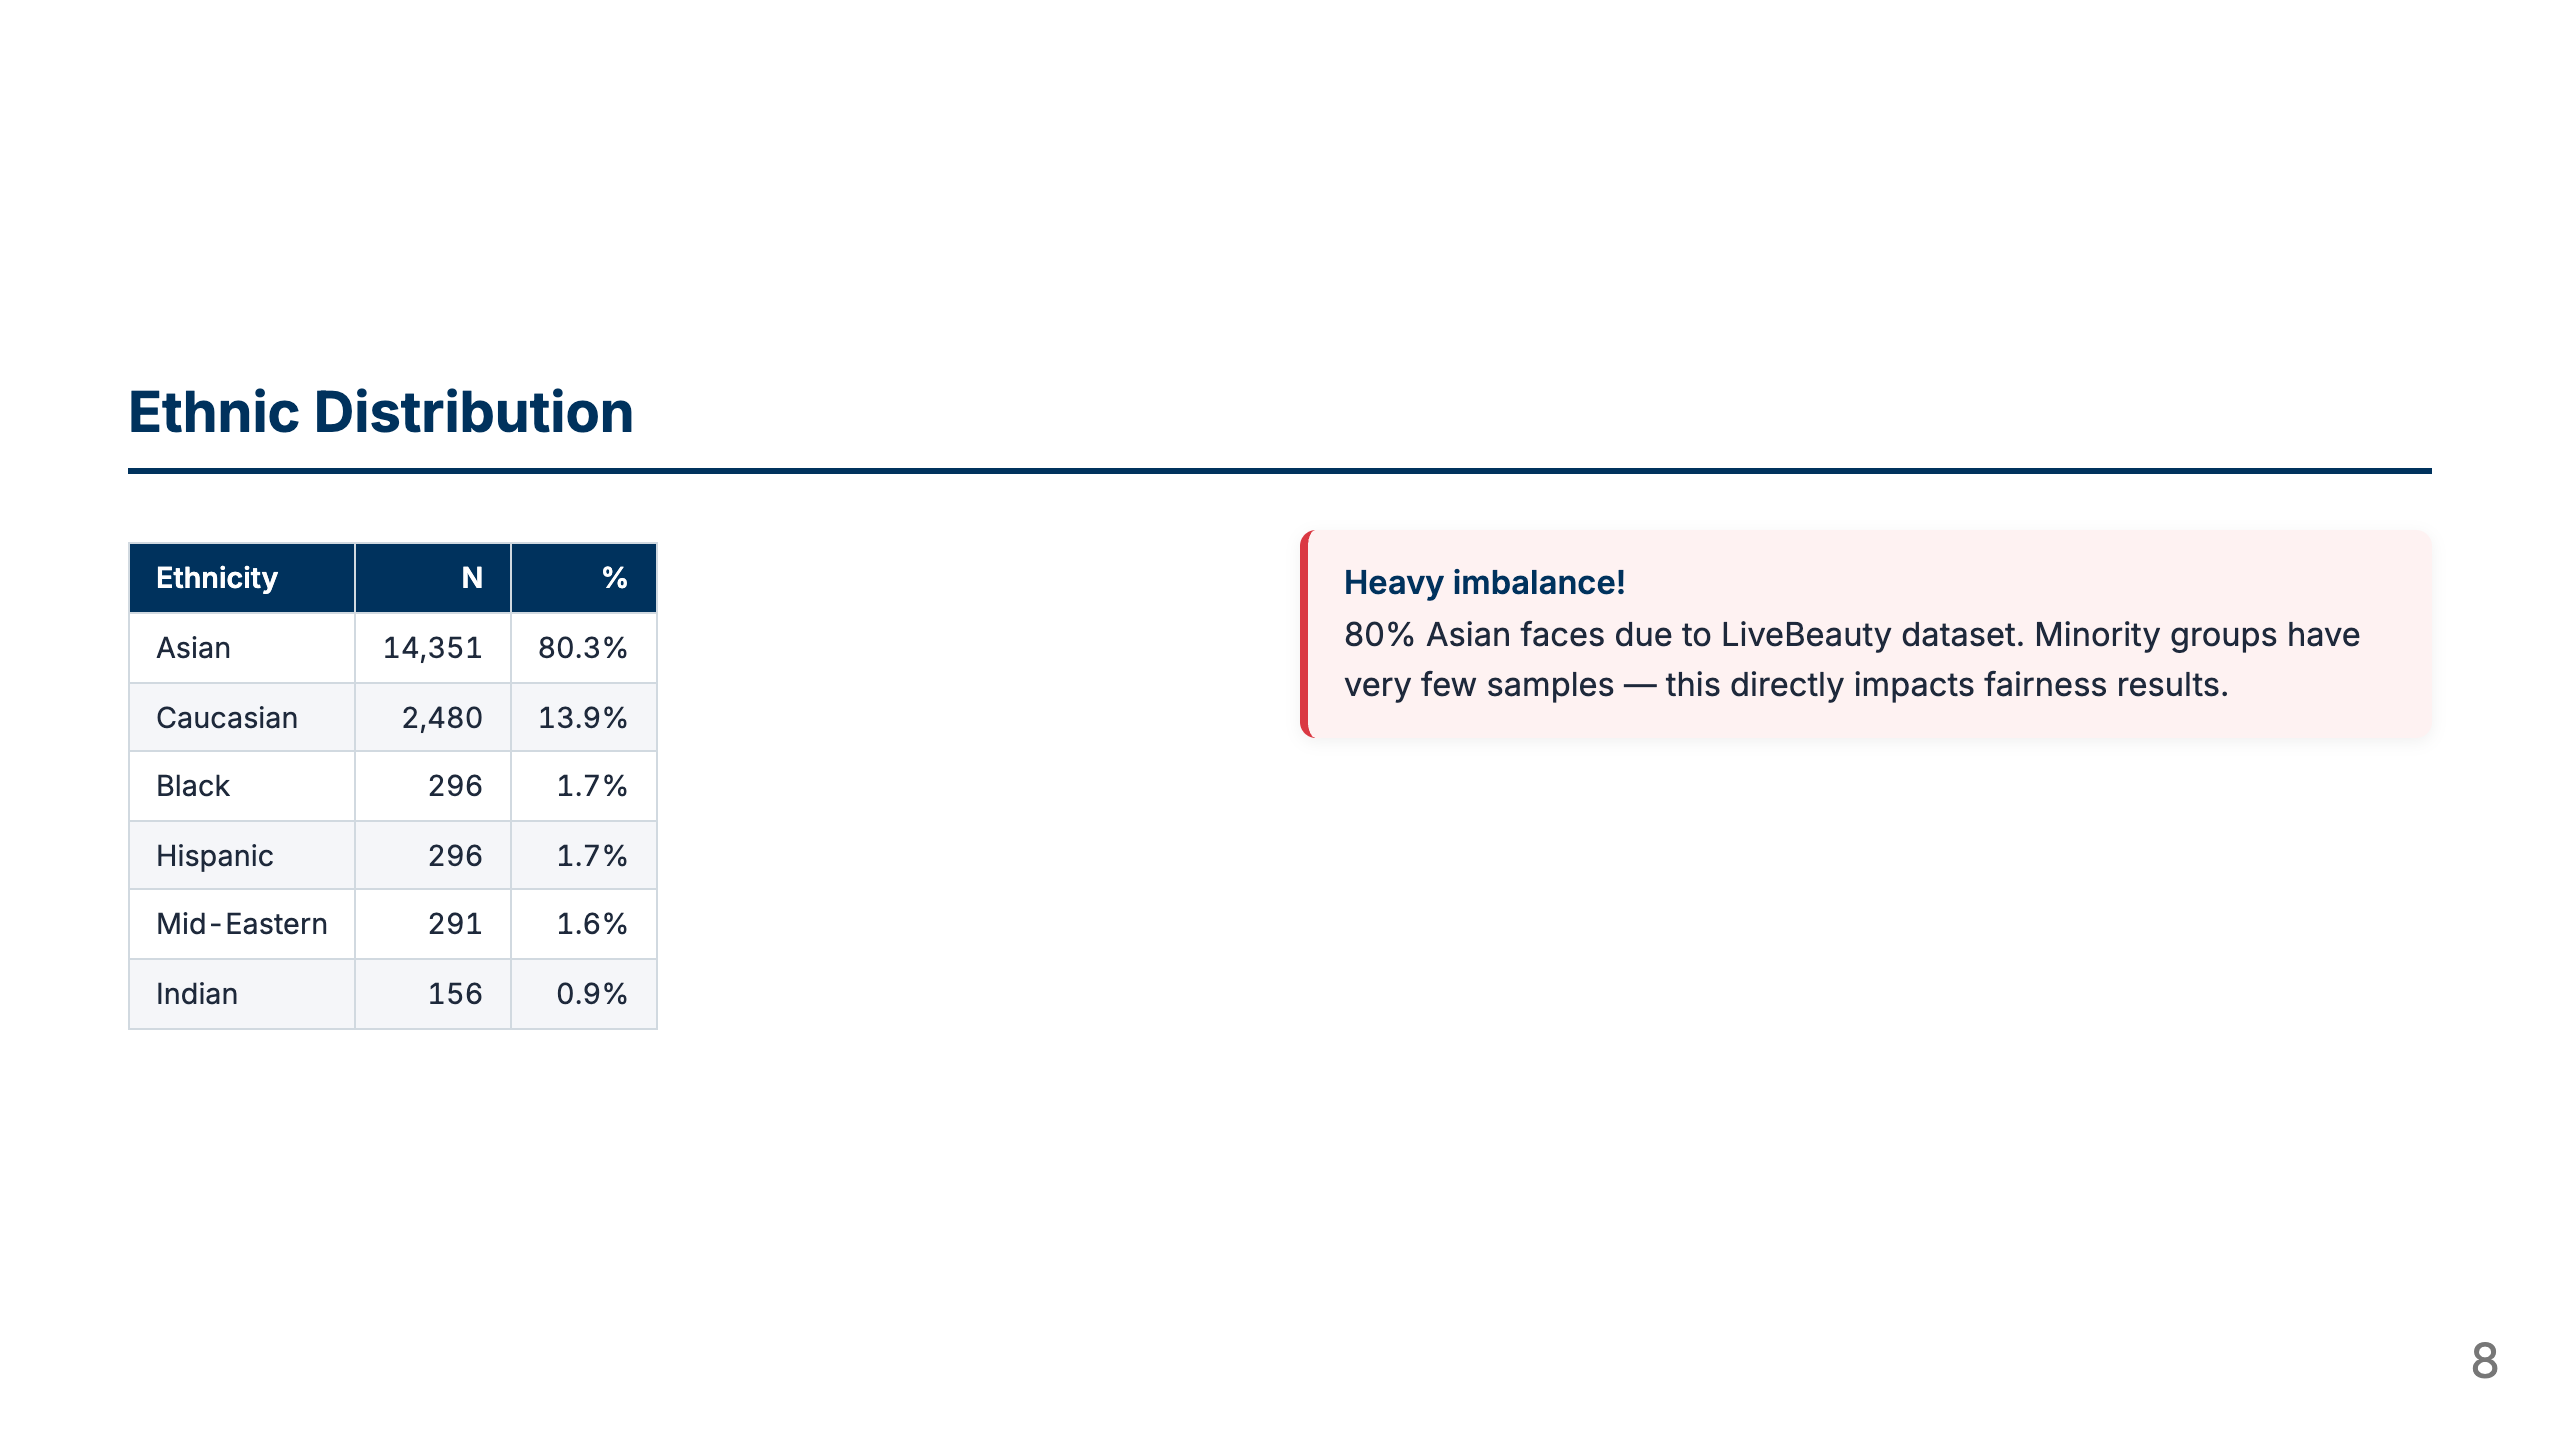 Ethnic Distribution
Ethnicity N %
Asian 14,351 80.3%
Caucasian 2,480 13.9%
Black 296 1.7%
Hispanic 296 1.7%
Mid-Eastern 291 1.6%
Indian 156 0.9%
Heavy imbalance!
80% Asian faces due to LiveBeauty dataset. Minority groups have
very few samples — this directly impacts fairness results.
8